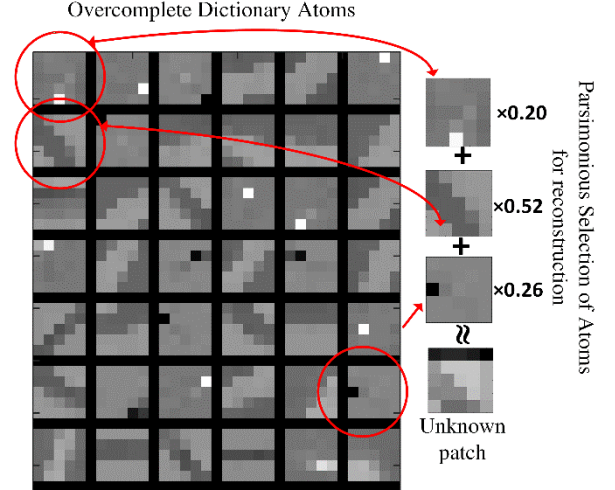 Overcomplete Dictionary Atoms
×0.20
+
×0.52
+
×0.26
≈
Unknown
patch
Parsimonious Selection of Atoms
for reconstruction